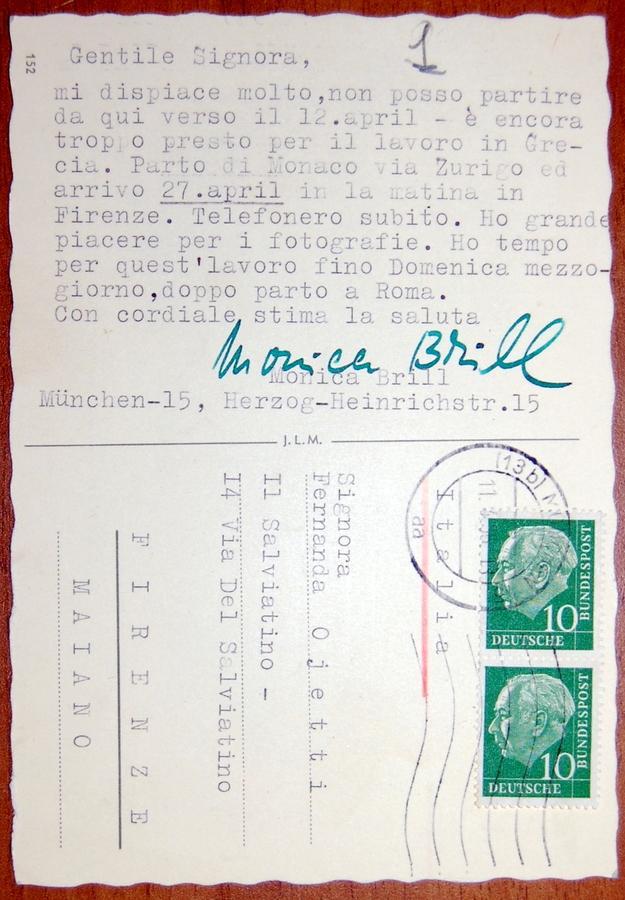 152
1
Gentile Signora,
mi dispiace molto,non posso partire
da qui verso il 12.april - è encora
troppo presto per il lavoro in Gre-
cia. Parto di Monaco via Zurigo ed
arrivo 27.april in la matina in
Firenze. Telefonero subito. Ho grande
piacere per i fotografie. Ho tempo
per quest'lavoro fino Domenica mezzo-
giorno,doppo parto a Roma.
Con cordiale stima la saluta
Monica Brill
Monica Brill
München-15, Herzog-Heinrichstr.15
J.L.M.
Italia
Signora
Fernanda Ojetti
Il Salviatino -
I4 Via Del Salviatino
FIRENZE
MAIANO
(13b) M
11.
aa
10
DEUTSCHE
BUNDESPOST
10
DEUTSCHE
BUNDESPOST